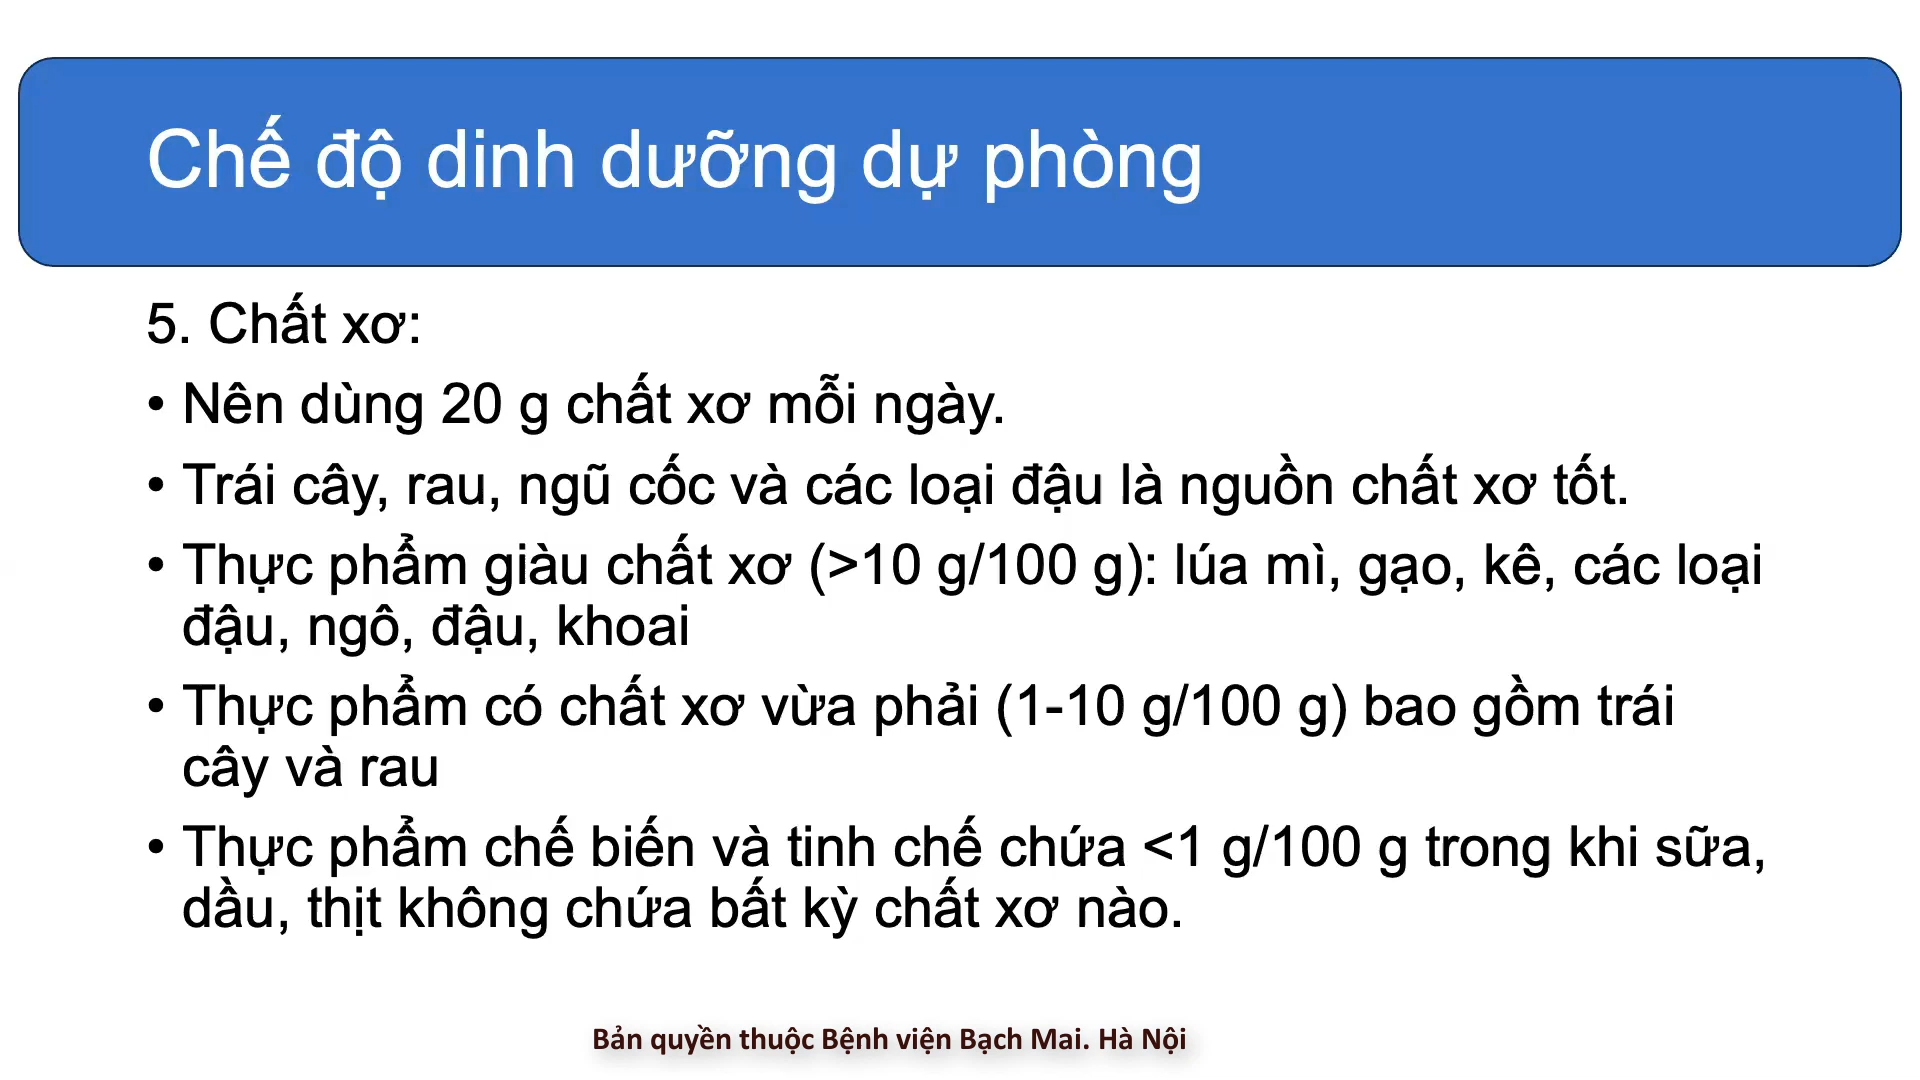 Chế độ dinh dưỡng dự phòng
5. Chất xơ:
• Nên dùng 20 g chất xơ mỗi ngày.
• Trái cây, rau, ngũ cốc và các loại đậu là nguồn chất xơ tốt.
• Thực phẩm giàu chất xơ (>10 g/100 g): lúa mì, gạo, kê, các loại
đậu, ngô, đậu, khoai
• Thực phẩm có chất xơ vừa phải (1-10 g/100 g) bao gồm trái
cây và rau
• Thực phẩm chế biến và tinh chế chứa <1 g/100 g trong khi sữa,
dầu, thịt không chứa bất kỳ chất xơ nào.
Bản quyền thuộc Bệnh viện Bạch Mai. Hà Nội